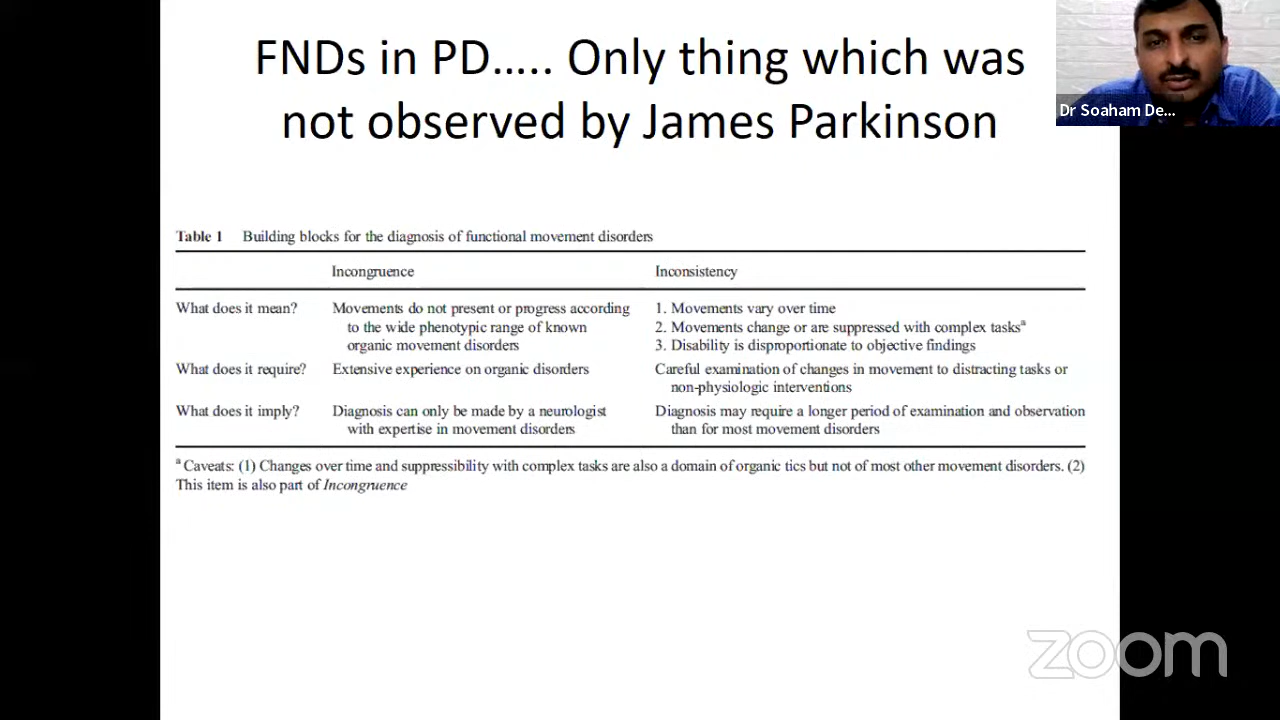 FNDs in PD….. Only thing which was
not observed by James Parkinson
Dr Soaham De...
Table 1 Building blocks for the diagnosis of functional movement disorders
Incongruence Inconsistency
What does it mean? Movements do not present or progress according 1. Movements vary over time
to the wide phenotypic range of known 2. Movements change or are suppressed with complex tasksª
organic movement disorders 3. Disability is disproportionate to objective findings
What does it require? Extensive experience on organic disorders Careful examination of changes in movement to distracting tasks or
non-physiologic interventions
What does it imply? Diagnosis can only be made by a neurologist Diagnosis may require a longer period of examination and observation
with expertise in movement disorders than for most movement disorders
ª Caveats: (1) Changes over time and suppressibility with complex tasks are also a domain of organic tics but not of most other movement disorders. (2)
This item is also part of Incongruence
zoom